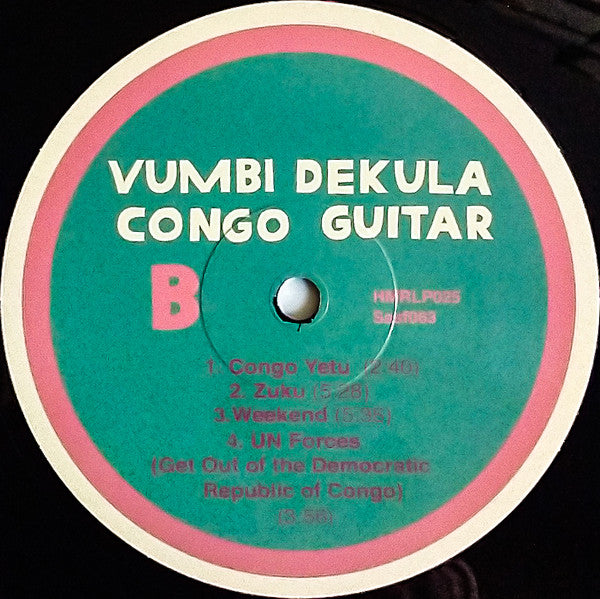 VUMBI DEKULA
CONGO GUITAR
B
HMRLP025
Sing063
1. Congo Yetu (2:40)
2. Zuku (5:28)
3.Weekend (5:35)
4. UN Forces
(Get Out of the Democratic
Republic of Congo)